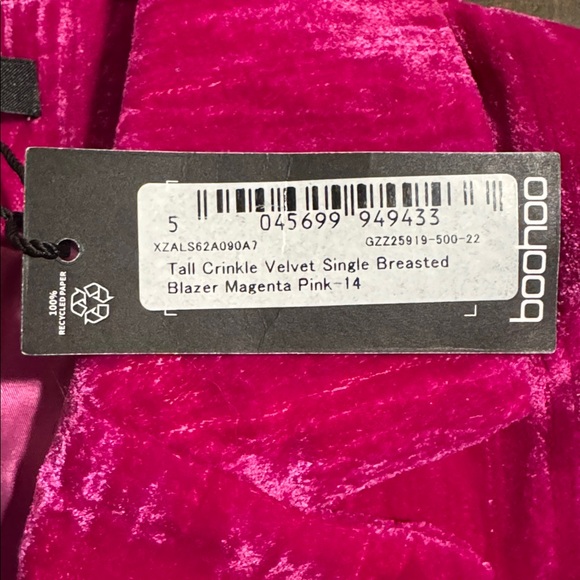 5 045699 949433
XZALS62A090A7 GZZ25919-500-22
Tall Crinkle Velvet Single Breasted
Blazer Magenta Pink-14
boohoo
100%
RECYCLED PAPER